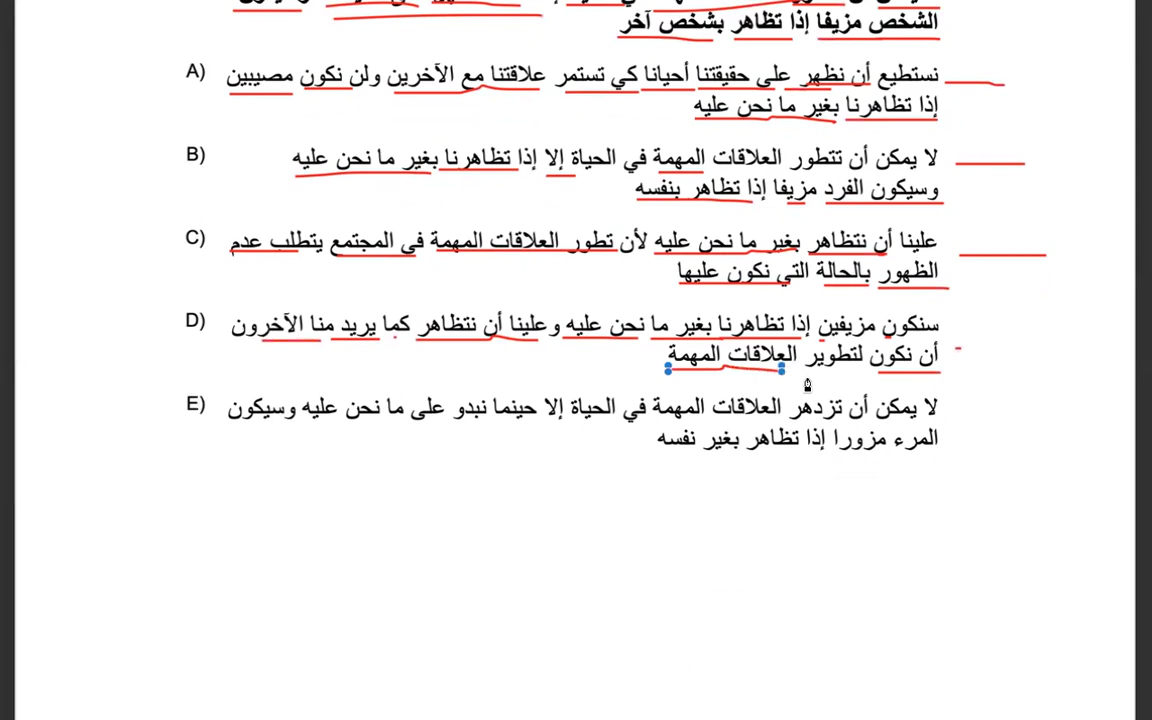 الشخص مزيفا إذا تظاهر بشخص آخر
A) نستطيع أن نظهر على حقيقتنا أحيانا كي تستمر علاقتنا مع الآخرين ولن نكون مصيبين
إذا تظاهرنا بغير ما نحن عليه
B) لا يمكن أن تتطور العلاقات المهمة في الحياة إلا إذا تظاهرنا بغير ما نحن عليه
وسيكون الفرد مزيفا إذا تظاهر بنفسه
C) علينا أن نتظاهر بغير ما نحن عليه لأن تطور العلاقات المهمة في المجتمع يتطلب عدم
الظهور بالحالة التي نكون عليها
D) سنكون مزيفين إذا تظاهرنا بغير ما نحن عليه وعلينا أن نتظاهر كما يريد منا الآخرون
أن نكون لتطوير العلاقات المهمة
E) لا يمكن أن تزدهر العلاقات المهمة في الحياة إلا حينما نبدو على ما نحن عليه وسيكون
المرء مزورا إذا تظاهر بغير نفسه